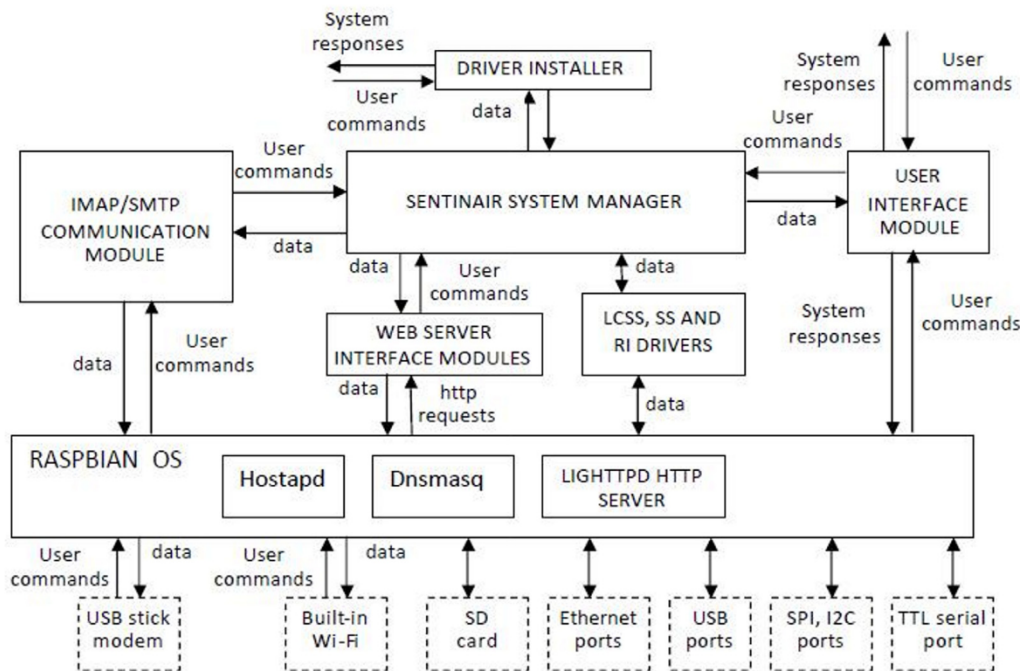 System
responses
DRIVER INSTALLER
User
commands
data
System
responses
User
commands
User
commands
User
commands
IMAP/SMTP
COMMUNICATION
MODULE
SENTINAIR SYSTEM MANAGER
USER
INTERFACE
MODULE
data
data
data
User
commands
data
WEB SERVER
INTERFACE MODULES
LCSS, SS AND
RI DRIVERS
System
responses
User
commands
data
User
commands
data
http
requests
data
RASPBIAN OS
Hostapd
Dnsmasq
LIGHTTPD HTTP
SERVER
User
commands
data
User
commands
data
USB stick
modem
Built-in
Wi-Fi
SD
card
Ethernet
ports
USB
ports
SPI, I2C
ports
TTL serial
port